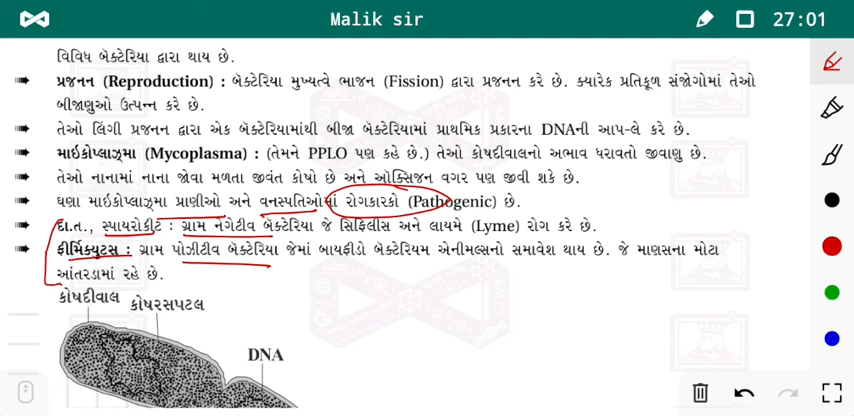 Malik sir
27:01
વિવિધ બૅક્ટેરિયા દ્વારા થાય છે.
પ્રજનન (Reproduction) : બૅક્ટેરિયા મુખ્યત્વે ભાજન (Fission) દ્વારા પ્રજનન કરે છે. ક્યારેક પ્રતિકૂળ સંજોગોમાં તેઓ
બીજાણુઓ ઉત્પન્ન કરે છે.
તેઓ લિંગી પ્રજનન દ્વારા એક બૅક્ટેરિયામાંથી બીજા બૅક્ટેરિયામાં પ્રાથમિક પ્રકારના DNAની આપ-લે કરે છે.
માઇકોપ્લાઝ્મા (Mycoplasma) : (તેમને PPLO પણ કહે છે.) તેઓ કોષદીવાલનો અભાવ ધરાવતો જીવાણુ છે.
તેઓ નાનામાં નાના જોવા મળતા જીવંત કોષો છે અને ઑક્સિજન વગર પણ જીવી શકે છે.
ઘણા માઇકોપ્લાઝ્મા પ્રાણીઓ અને વનસ્પતિઓમાં રોગકારકો (Pathogenic) છે.
દા.ત., સ્પાયરોકીટ : ગ્રામ નેગેટીવ બૅક્ટેરિયા જે સિફિલીસ અને લાયમે (Lyme) રોગ કરે છે.
ફીર્મિક્યુટસ : ગ્રામ પોઝીટીવ બૅક્ટેરિયા જેમાં બાયફીડો બૅક્ટેરિયમ એનીમલ્સનો સમાવેશ થાય છે. જે માણસના મોટા
આંતરડામાં રહે છે.
કોષદીવાલ
કોષરસપટલ
DNA